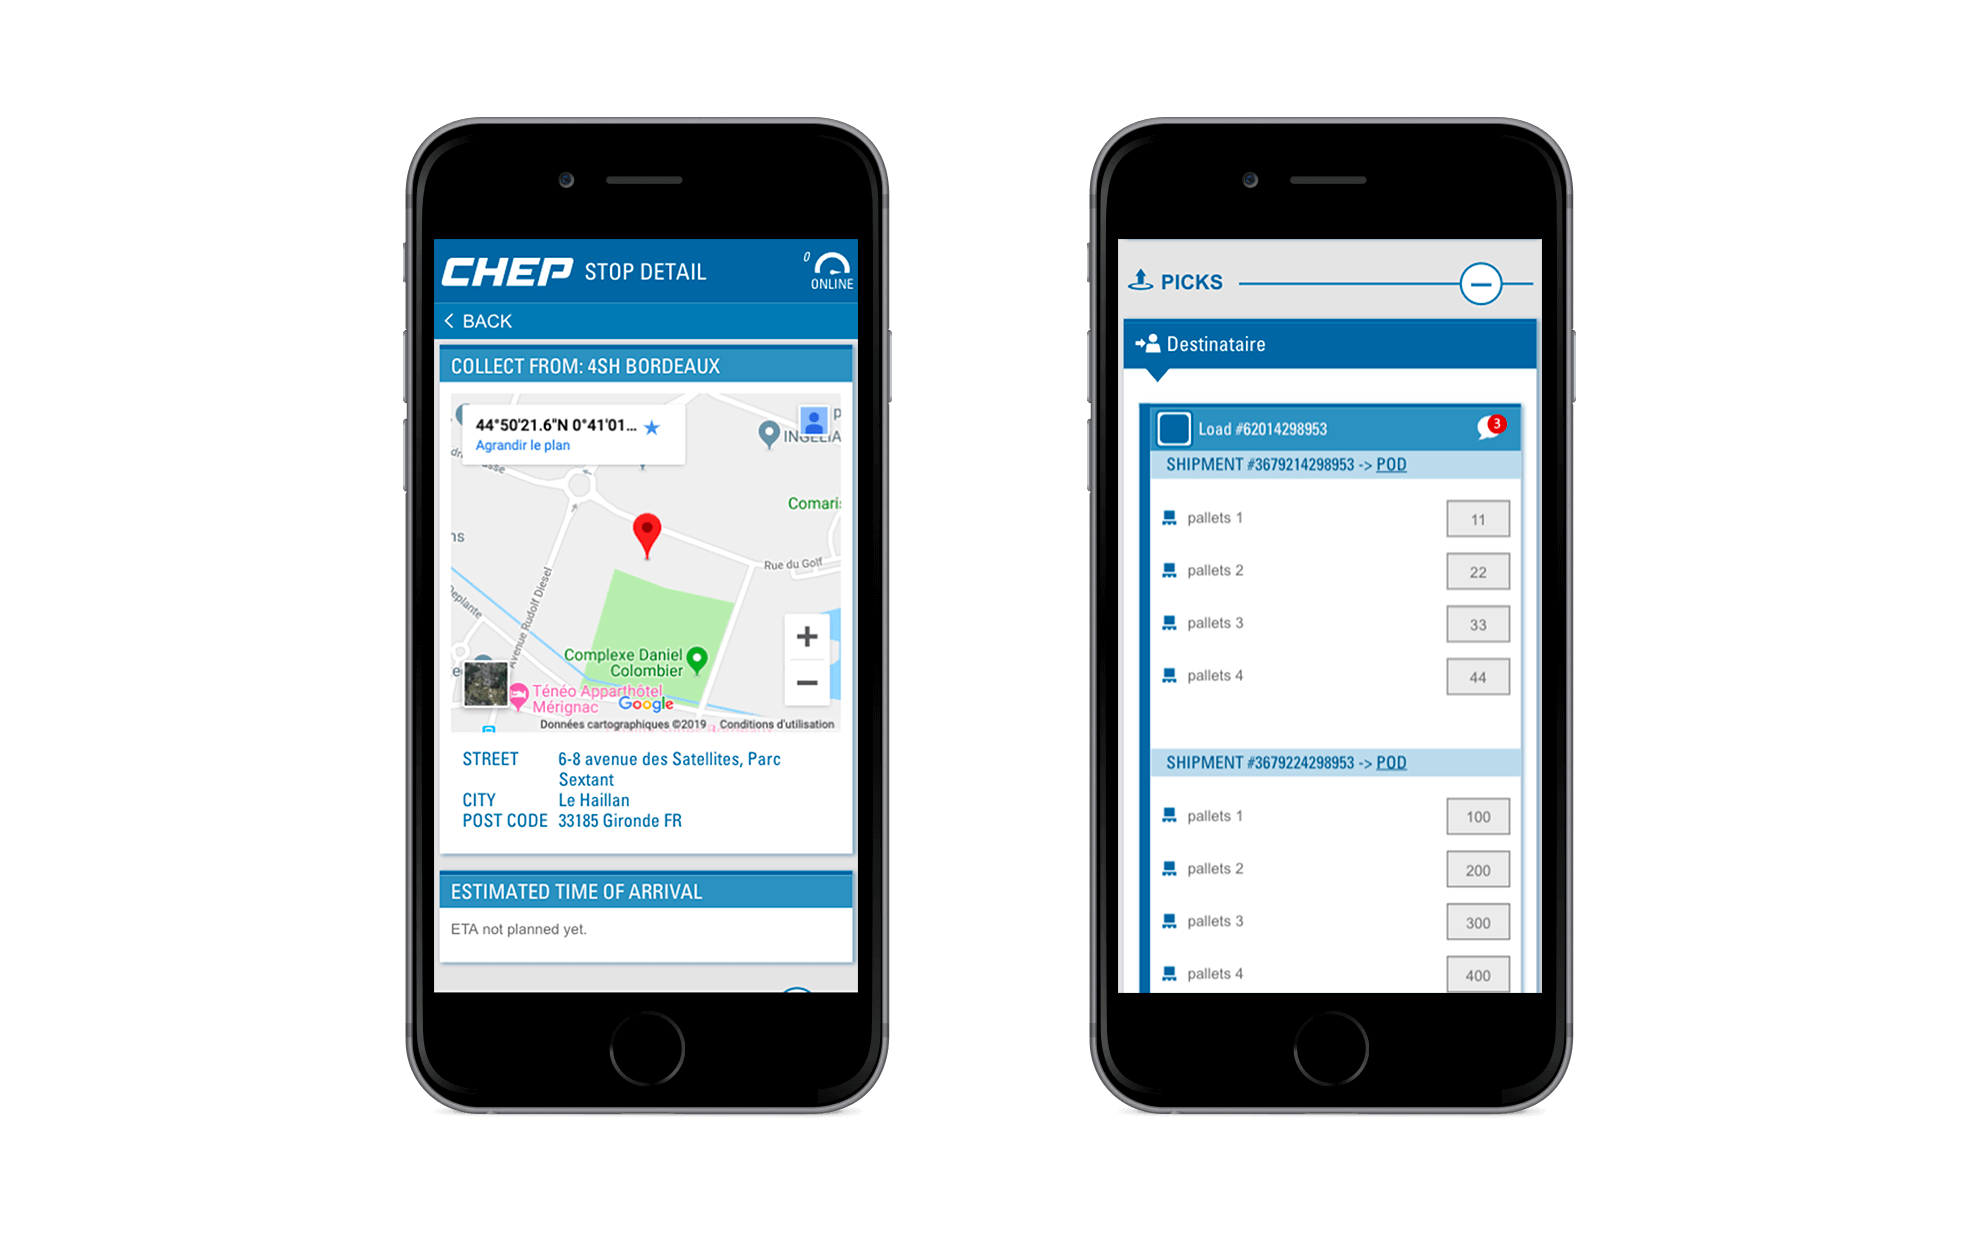 CHEP STOP DETAIL
0
ONLINE
BACK
COLLECT FROM: 4SH BORDEAUX
44°50'21.6"N 0°41'01...
Agrandir le plan
INGELIA
Comari
Rue du Golf
Avenue Rudolf Diesel
Complexe Daniel
Colombier
Ténéo Apparthôtel
Mérignac
Google
Données cartographiques ©2019 Conditions d'utilisation
STREET 6-8 avenue des Satellites, Parc
Sextant
CITY Le Haillan
POST CODE 33185 Gironde FR
ESTIMATED TIME OF ARRIVAL
ETA not planned yet.
PICKS
Destinataire
Load #62014298953
3
SHIPMENT #3679214298953 -> POD
pallets 1 11
pallets 2 22
pallets 3 33
pallets 4 44
SHIPMENT #3679224298953 -> POD
pallets 1 100
pallets 2 200
pallets 3 300
pallets 4 400